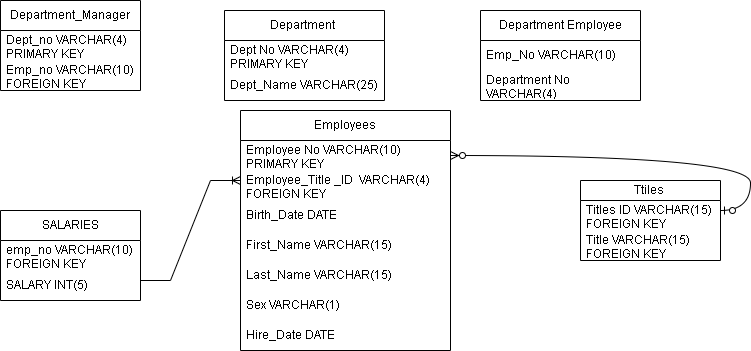 Department_Manager
Dept_no VARCHAR(4)
PRIMARY KEY
Emp_no VARCHAR(10)
FOREIGN KEY
Department
Dept No VARCHAR(4)
PRIMARY KEY
Dept_Name VARCHAR(25)
Department Employee
Emp_No VARCHAR(10)
Department No
VARCHAR(4)
Employees
Employee No VARCHAR(10)
PRIMARY KEY
Employee_Title _ID  VARCHAR(4)
FOREIGN KEY
Birth_Date DATE
First_Name VARCHAR(15)
Last_Name VARCHAR(15)
Sex VARCHAR(1)
Hire_Date DATE
SALARIES
emp_no VARCHAR(10)
FOREIGN KEY
SALARY INT(5)
Ttiles
Titles ID VARCHAR(15)
FOREIGN KEY
Title VARCHAR(15)
FOREIGN KEY